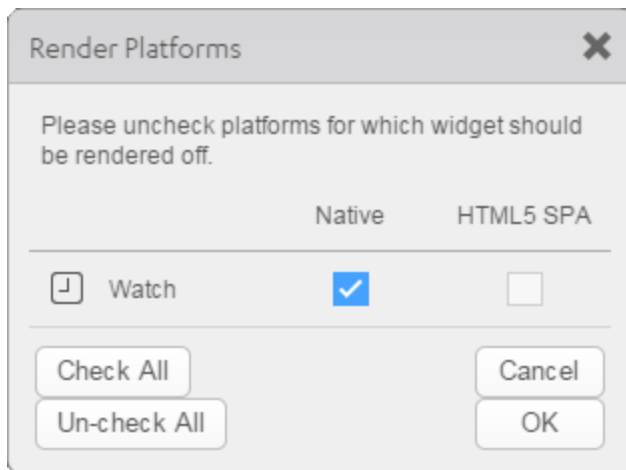 Render Platforms
Please uncheck platforms for which widget should
be rendered off.
Native HTML5 SPA
Watch
Check All Cancel
Un-check All OK